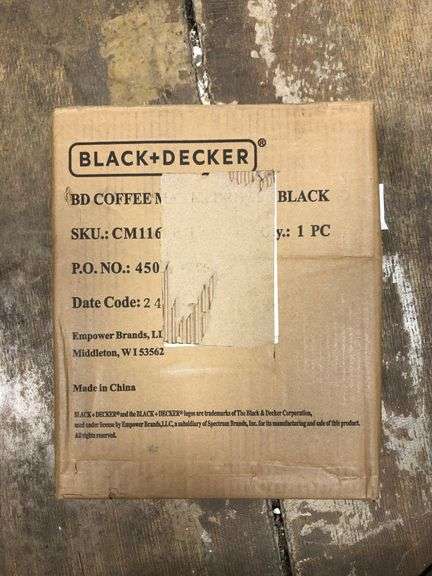 BLACK+DECKER®
BD COFFEE BLACK
SKU.: CM116 1 PC
P.O. NO.: 450
Date Code: 24
Empower Brands,
Middleton, WI 53562
Made in China
BLACK+DECKER® and the BLACK+DECKER® logos are trademarks of The Black & Decker Corporation,
used under license by Empower Brands,LLC, a subsidiary of Spectrum Brands, Inc. for its manufacturing and sale of this product.
All rights reserved.